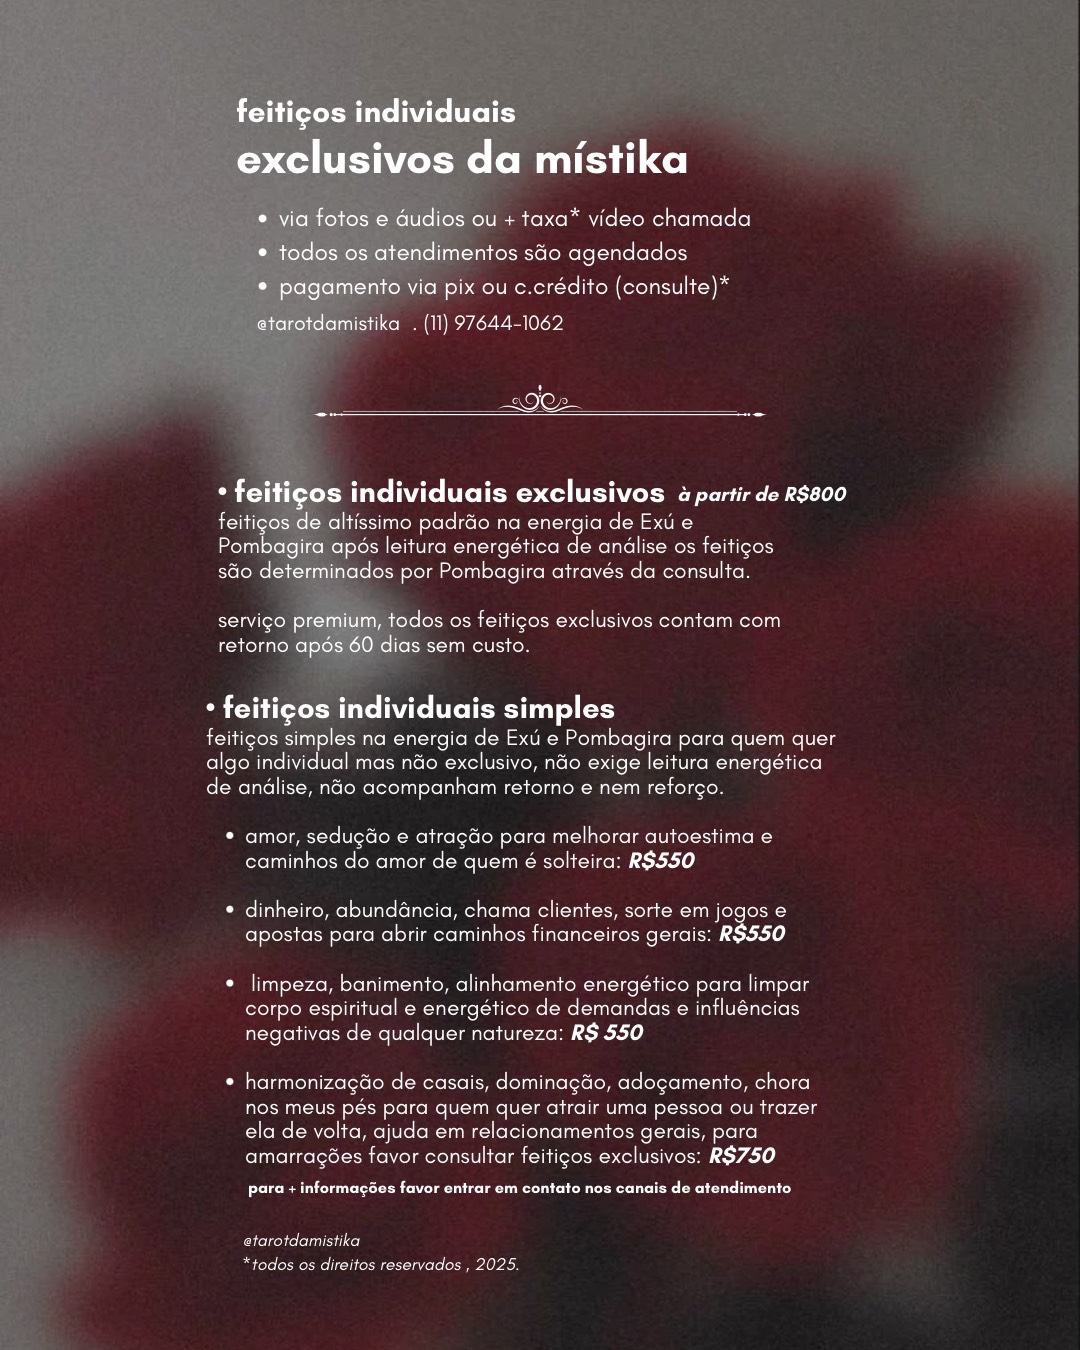 feitiços individuais
exclusivos da místika
• via fotos e áudios ou + taxa* vídeo chamada
• todos os atendimentos são agendados
• pagamento via pix ou c.crédito (consulte)*
@tarotdamistika . (11) 97644-1062
• feitiços individuais exclusivos à partir de R$800
feitiços de altíssimo padrão na energia de Exú e
Pombagira após leitura energética de análise os feitiços
são determinados por Pombagira através da consulta.
serviço premium, todos os feitiços exclusivos contam com
retorno após 60 dias sem custo.
• feitiços individuais simples
feitiços simples na energia de Exú e Pombagira para quem quer
algo individual mas não exclusivo, não exige leitura energética
de análise, não acompanham retorno e nem reforço.
• amor, sedução e atração para melhorar autoestima e
caminhos do amor de quem é solteira: R$550
• dinheiro, abundância, chama clientes, sorte em jogos e
apostas para abrir caminhos financeiros gerais: R$550
• limpeza, banimento, alinhamento energético para limpar
corpo espiritual e energético de demandas e influências
negativas de qualquer natureza: R$ 550
• harmonização de casais, dominação, adoçamento, chora
nos meus pés para quem quer atrair uma pessoa ou trazer
ela de volta, ajuda em relacionamentos gerais, para
amarrações favor consultar feitiços exclusivos: R$750
para + informações favor entrar em contato nos canais de atendimento
@tarotdamistika
*todos os direitos reservados , 2025.